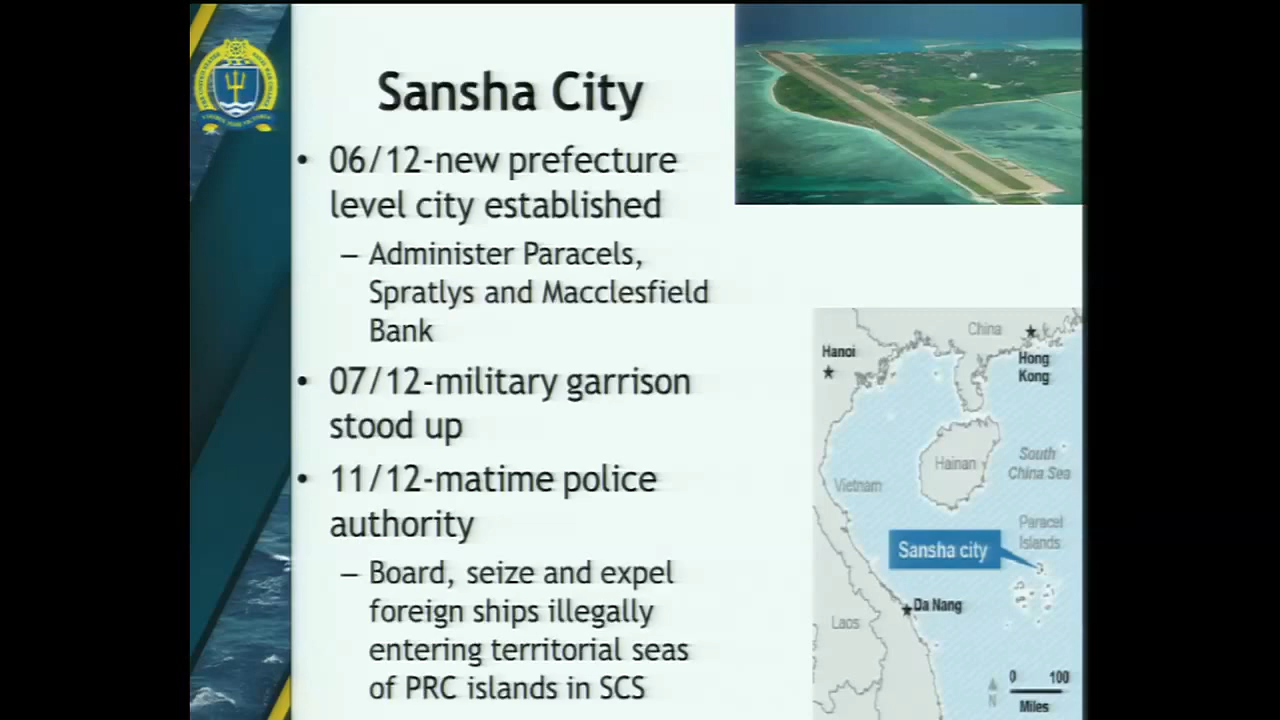 Sansha City
• 06/12-new prefecture
level city established
– Administer Paracels,
Spratlys and Macclesfield
Bank
• 07/12-military garrison
stood up
• 11/12-matime police
authority
– Board, seize and expel
foreign ships illegally
entering territorial seas
of PRC islands in SCS
China
Hanoi
Hong
Kong
South
China Sea
Hainan
Vietnam
Paracel
Islands
Sansha city
Da Nang
Laos
N
0 100
Miles